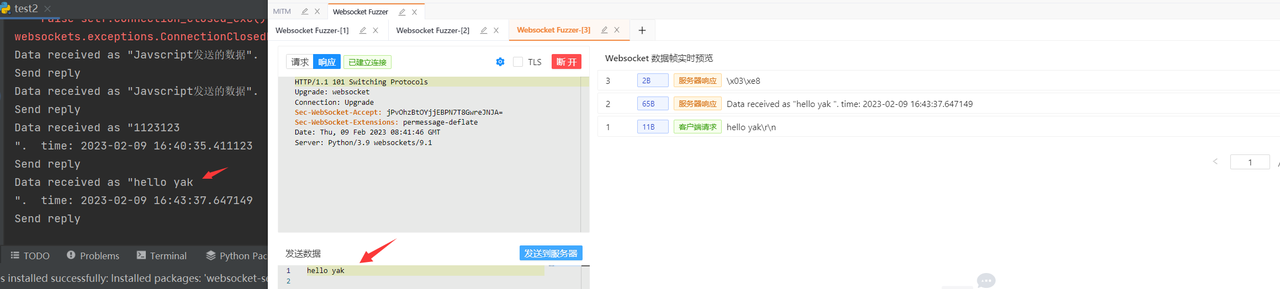 test2
MITM
Websocket Fuzzer
Websocket Fuzzer-[1]
Websocket Fuzzer-[2]
Websocket Fuzzer-[3]
websockets.exceptions.ConnectionClosed
Data received as "Javscript发送的数据".
Send reply
Data received as "Javscript发送的数据".
Send reply
Data received as "1123123
".  time: 2023-02-09 16:40:35.411123
Send reply
Data received as "hello yak
".  time: 2023-02-09 16:43:37.647149
Send reply
TODO
Problems
Terminal
Python Pac
s installed successfully: Installed packages: 'websocket-se
请求
响应
已建立连接
TLS
断 开
HTTP/1.1 101 Switching Protocols
Upgrade: websocket
Connection: Upgrade
Sec-WebSocket-Accept: jPvOhzBtOYjjEBPN7T8GwreJNJA=
Sec-WebSocket-Extensions: permessage-deflate
Date: Thu, 09 Feb 2023 08:41:46 GMT
Server: Python/3.9 websockets/9.1
发送数据
发送到服务器
1 hello yak
2
Websocket 数据帧实时预览
3 2B 服务器响应 \x03\xe8
2 65B 服务器响应 Data received as "hello yak ". time: 2023-02-09 16:43:37.647149
1 11B 客户端请求 hello yak\r\n
1